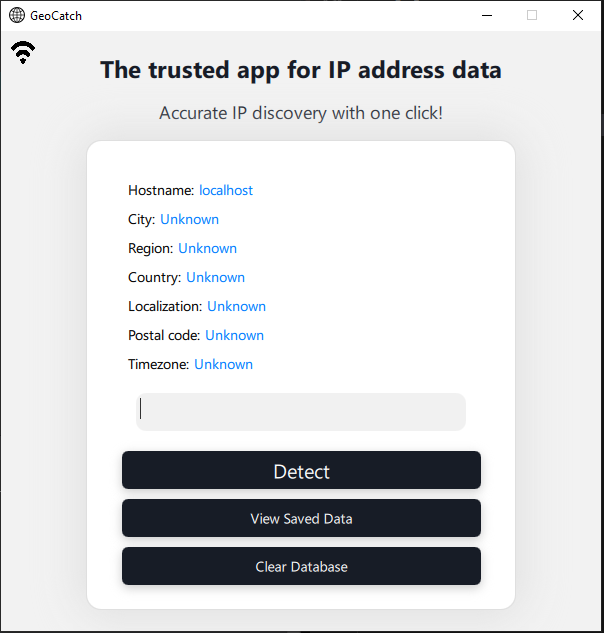 GeoCatch
The trusted app for IP address data
Accurate IP discovery with one click!
Hostname: localhost
City: Unknown
Region: Unknown
Country: Unknown
Localization: Unknown
Postal code: Unknown
Timezone: Unknown
Detect
View Saved Data
Clear Database